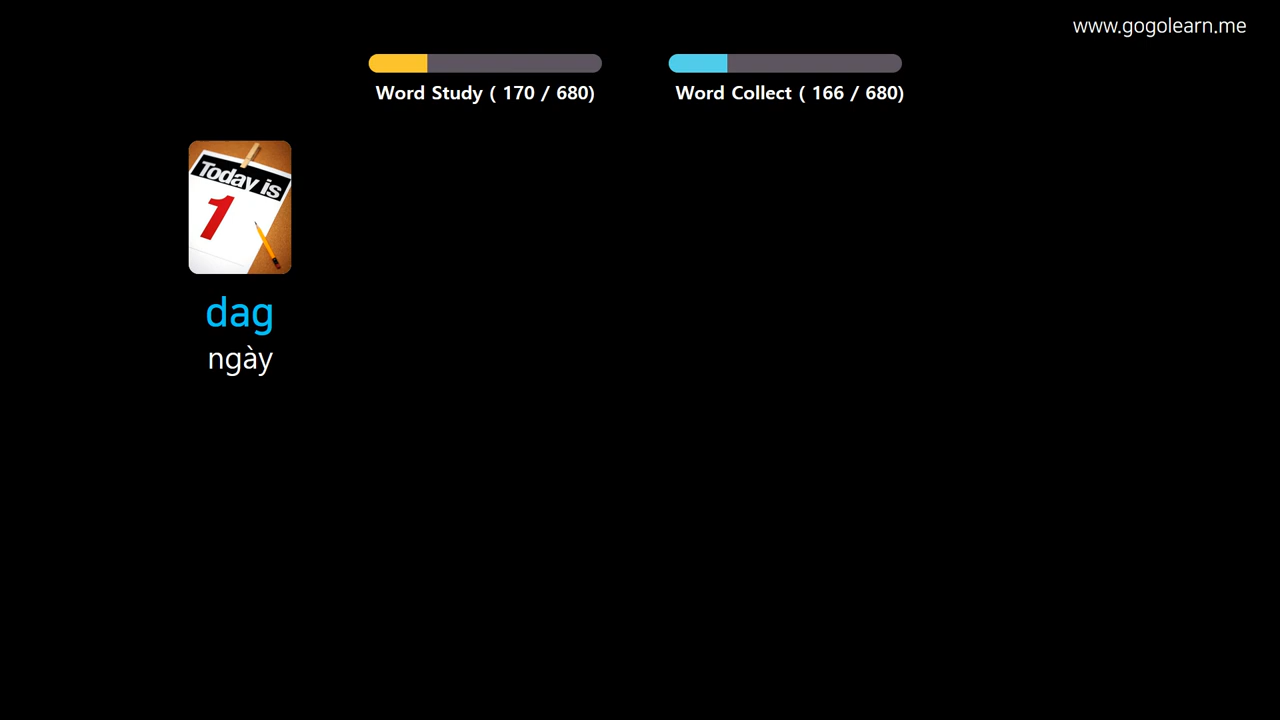 www.gogolearn.me
Word Study ( 170 / 680)
Word Collect ( 166 / 680)
Today is
1
dag
ngày